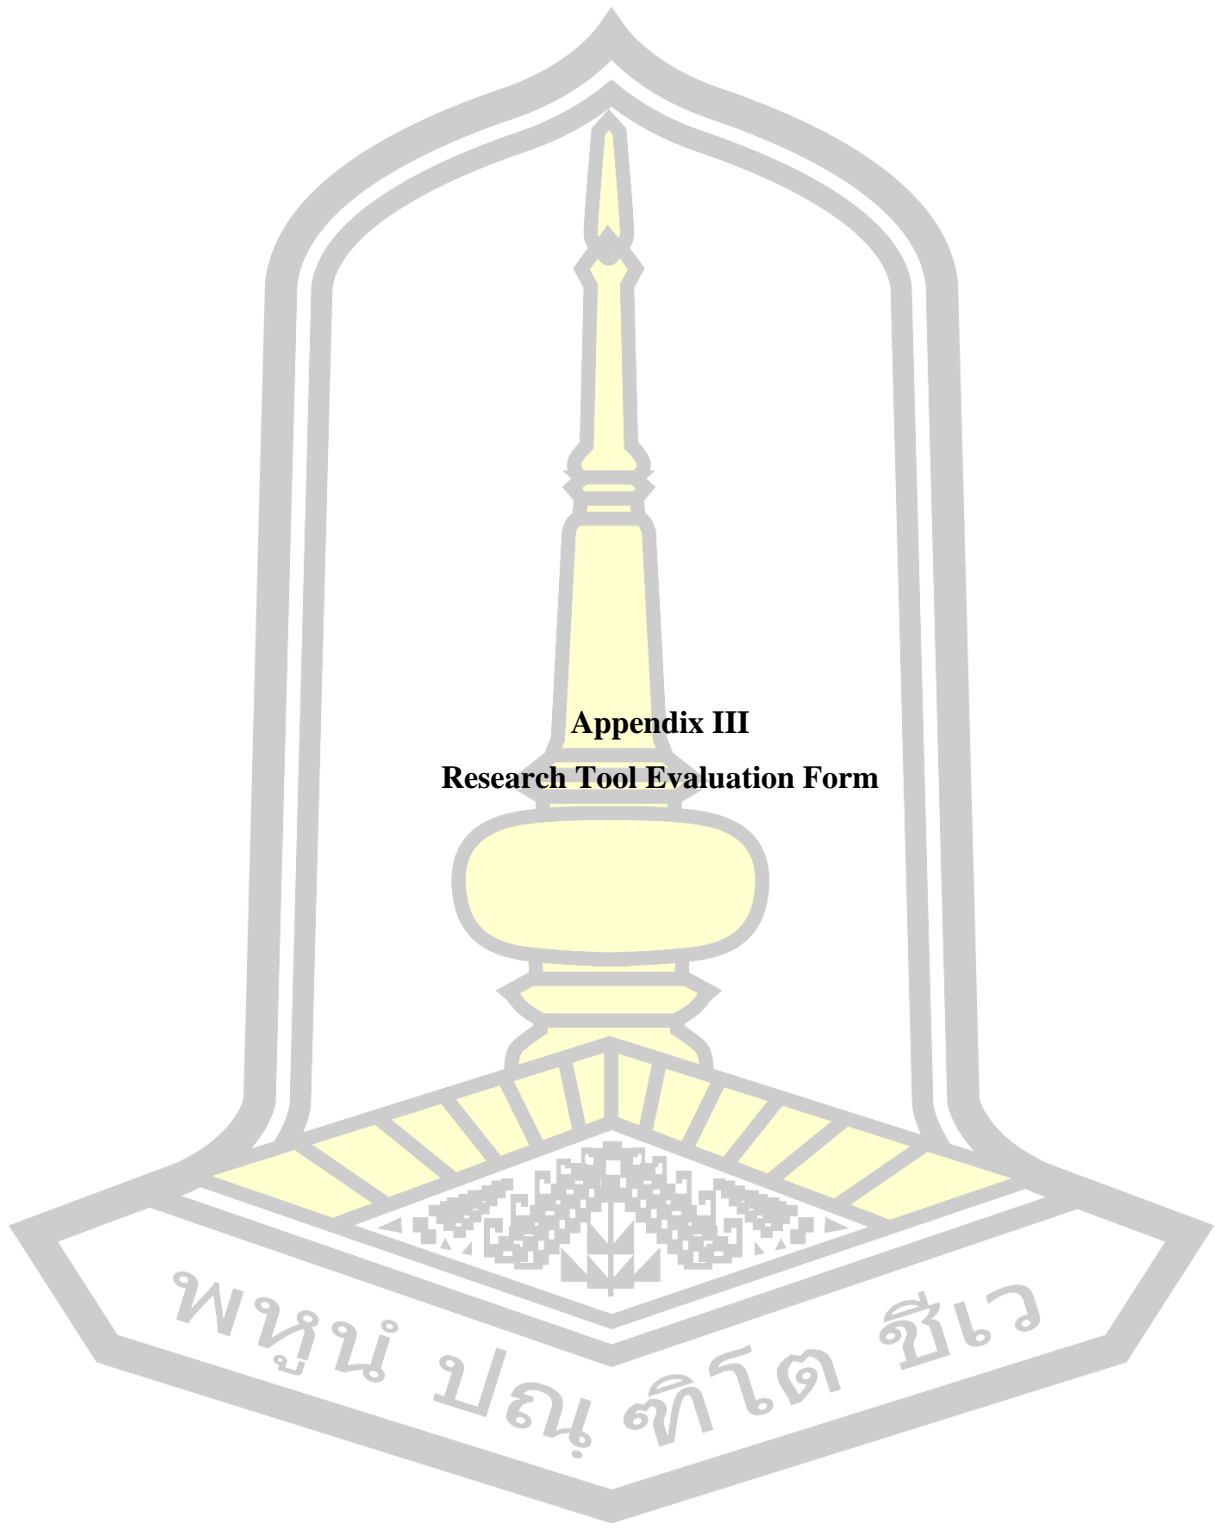 Appendix III
Research Tool Evaluation Form
พหูนํ ปณฺ ฑิโต ชีเว